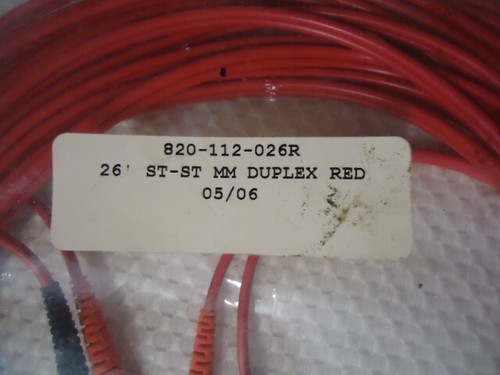 820-112-026R
26' ST-ST MM DUPLEX RED
05/06